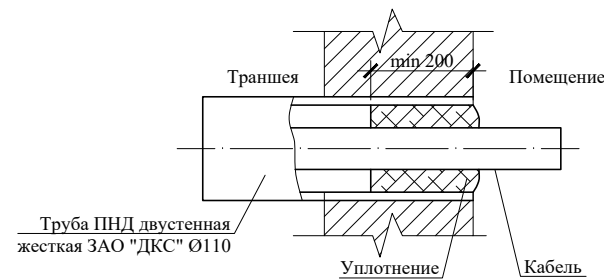 min 200
Траншея
Помещение
Труба ПНД двустенная
жесткая ЗАО "ДКС" Ø110
Уплотнение
Кабель